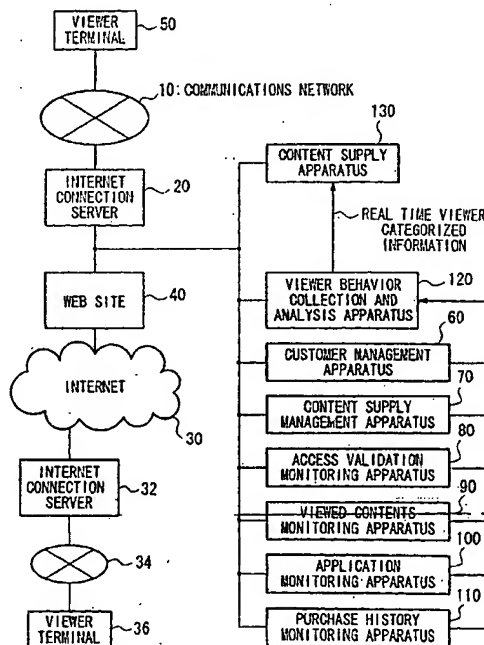 VIEWER
TERMINAL
50
10:COMMUNICATIONS NETWORK
INTERNET
CONNECTION
SERVER
20
WEB SITE
40
INTERNET
30
INTERNET
CONNECTION
SERVER
32
34
VIEWER
TERMINAL
36
130
CONTENT SUPPLY
APPARATUS
REAL TIME VIEWER
CATEGORIZED
INFORMATION
VIEWER BEHAVIOR
COLLECTION AND
ANALYSIS APPARATUS
120
60
CUSTOMER MANAGEMENT
APPARATUS
70
CONTENT SUPPLY
MANAGEMENT APPARATUS
80
ACCESS VALIDATION
MONITORING APPARATUS
90
VIEWED CONTENTS
MONITORING APPARATUS
100
APPLICATION
MONITORING APPARATUS
110
PURCHASE HISTORY
MONITORING APPARATUS